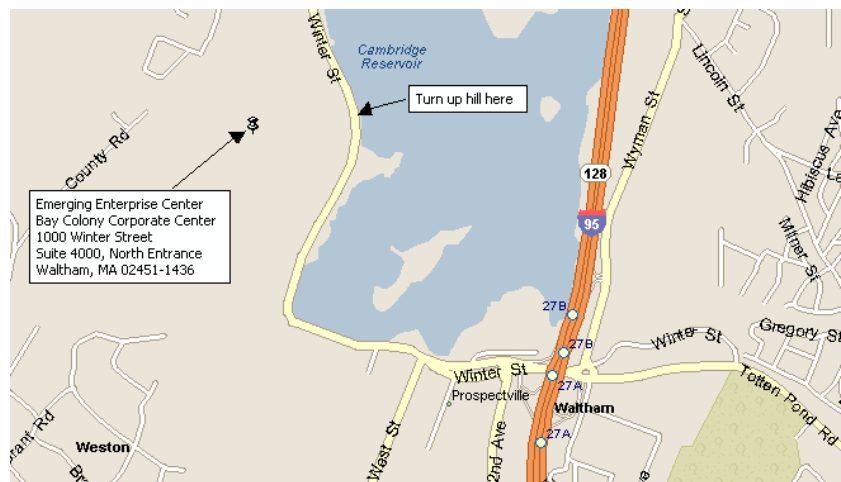 Winter St
Cambridge
Reservoir
Turn up hill here
County Rd
Emerging Enterprise Center
Bay Colony Corporate Center
1000 Winter Street
Suite 4000, North Entrance
Waltham, MA 02451-1436
Lincoln St
Wyman St
Hibiscus Ave
128
95
Milner St
27B
27B
Winter St
Gregory St
Winter St
27A
Prospectville
Waltham
Totten Pond Rd
27A
2nd Ave
West St
Weston